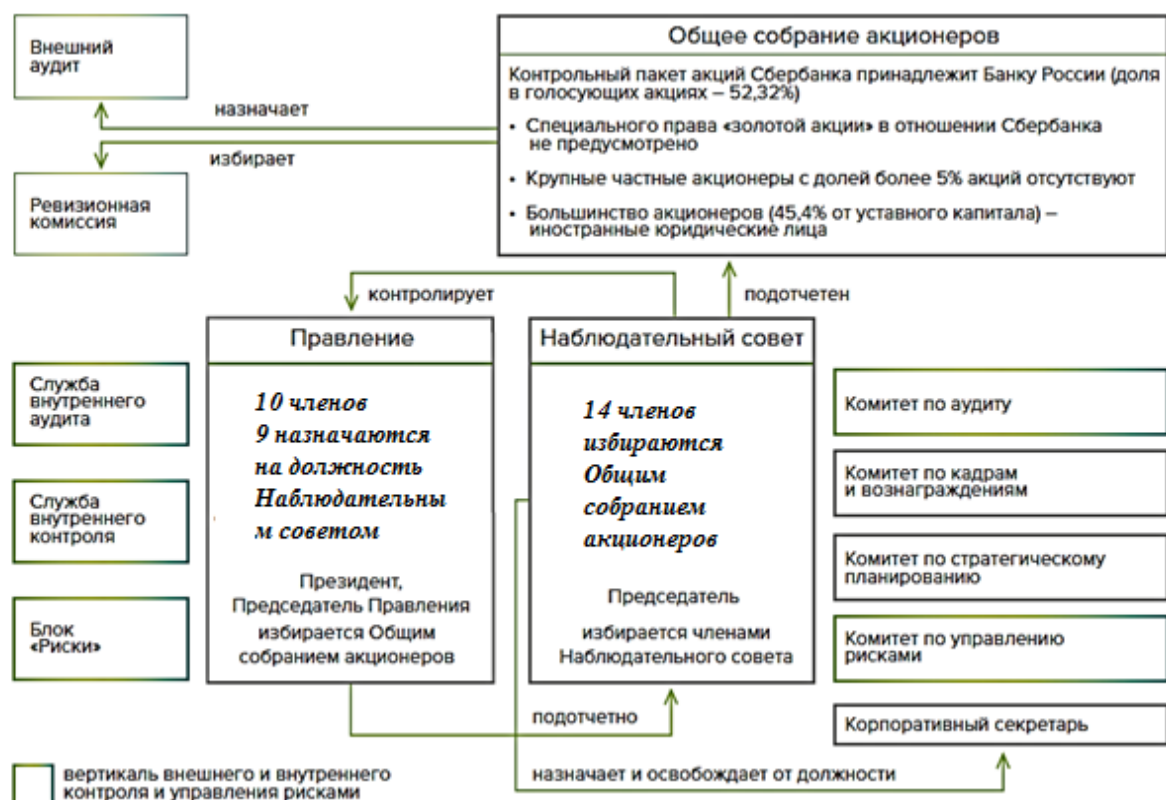 Внешний
аудит
назначает
избирает
Ревизионная
комиссия
Общее собрание акционеров
Контрольный пакет акций Сбербанка принадлежит Банку России (доля
в голосующих акциях – 52,32%)
• Специального права «золотой акции» в отношении Сбербанка
не предусмотрено
• Крупные частные акционеры с долей более 5% акций отсутствуют
• Большинство акционеров (45,4% от уставного капитала) –
иностранные юридические лица
контролирует
подотчетен
Служба
внутреннего
аудита
Служба
внутреннего
контроля
Блок
«Риски»
Правление
10 членов
9 назначаются
на должность
Наблюдательны
м советом
Президент,
Председатель Правления
избирается Общим
собранием акционеров
Наблюдательный совет
14 членов
избираются
Общим
собранием
акционеров
Председатель
избирается членами
Наблюдательного совета
Комитет по аудиту
Комитет по кадрам
и вознаграждениям
Комитет по стратегическому
планированию
Комитет по управлению
рисками
Корпоративный секретарь
подотчетно
назначает и освобождает от должности
вертикаль внешнего и внутреннего
контроля и управления рисками